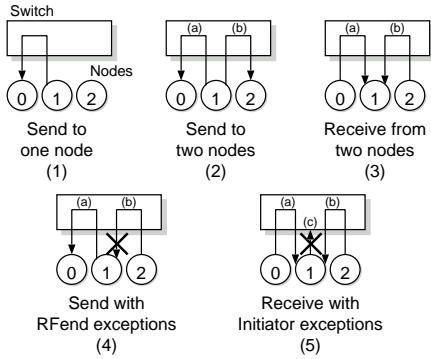 Switch
(a) (b) (a) (b)
Nodes
0 1 2 0 1 2 0 1 2
Send to Send to Receive from
one node two nodes two nodes
(1) (2) (3)
(a) (b) (a) (b)
(c)
0 1 2 0 1 2
Send with Receive with
RFend exceptions Initiator exceptions
(4) (5)